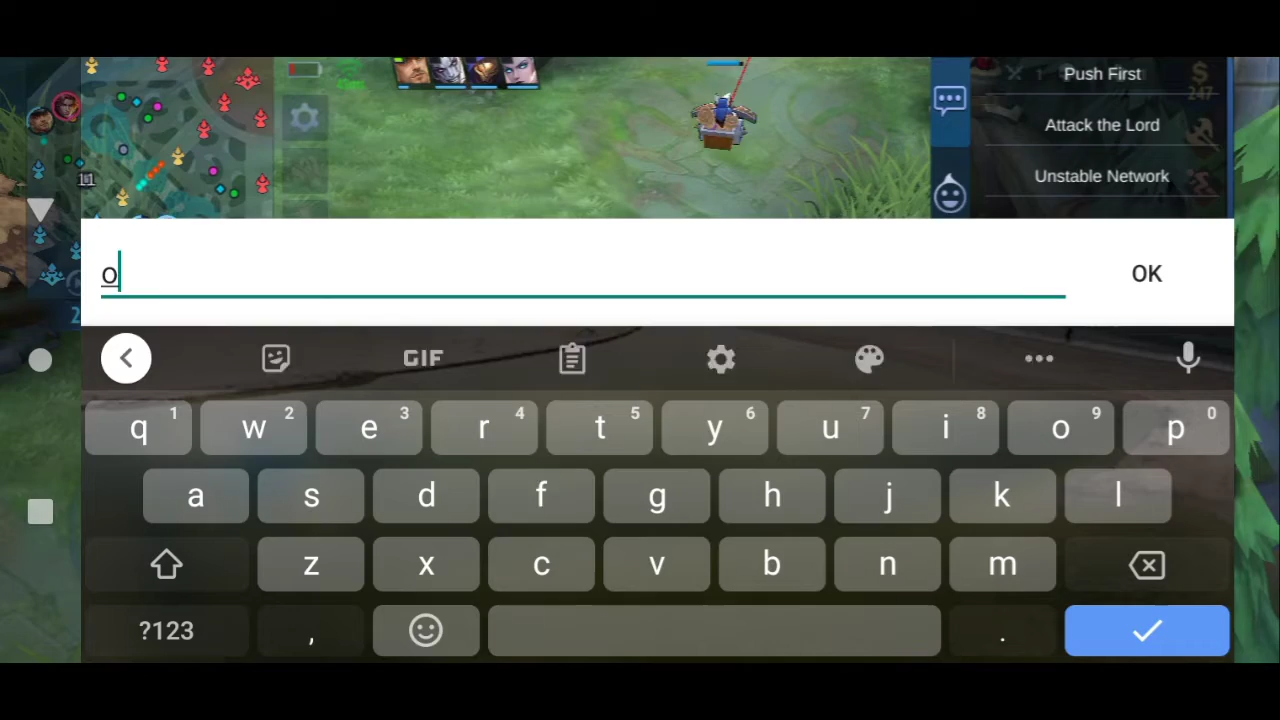 Push First
247
Attack the Lord
Unstable Network
o
OK
GIF
q 1 w 2 e 3 r 4 t 5 y 6 u 7 i 8 o 9 p 0
a s d f g h j k l
z x c v b n m
?123 , .